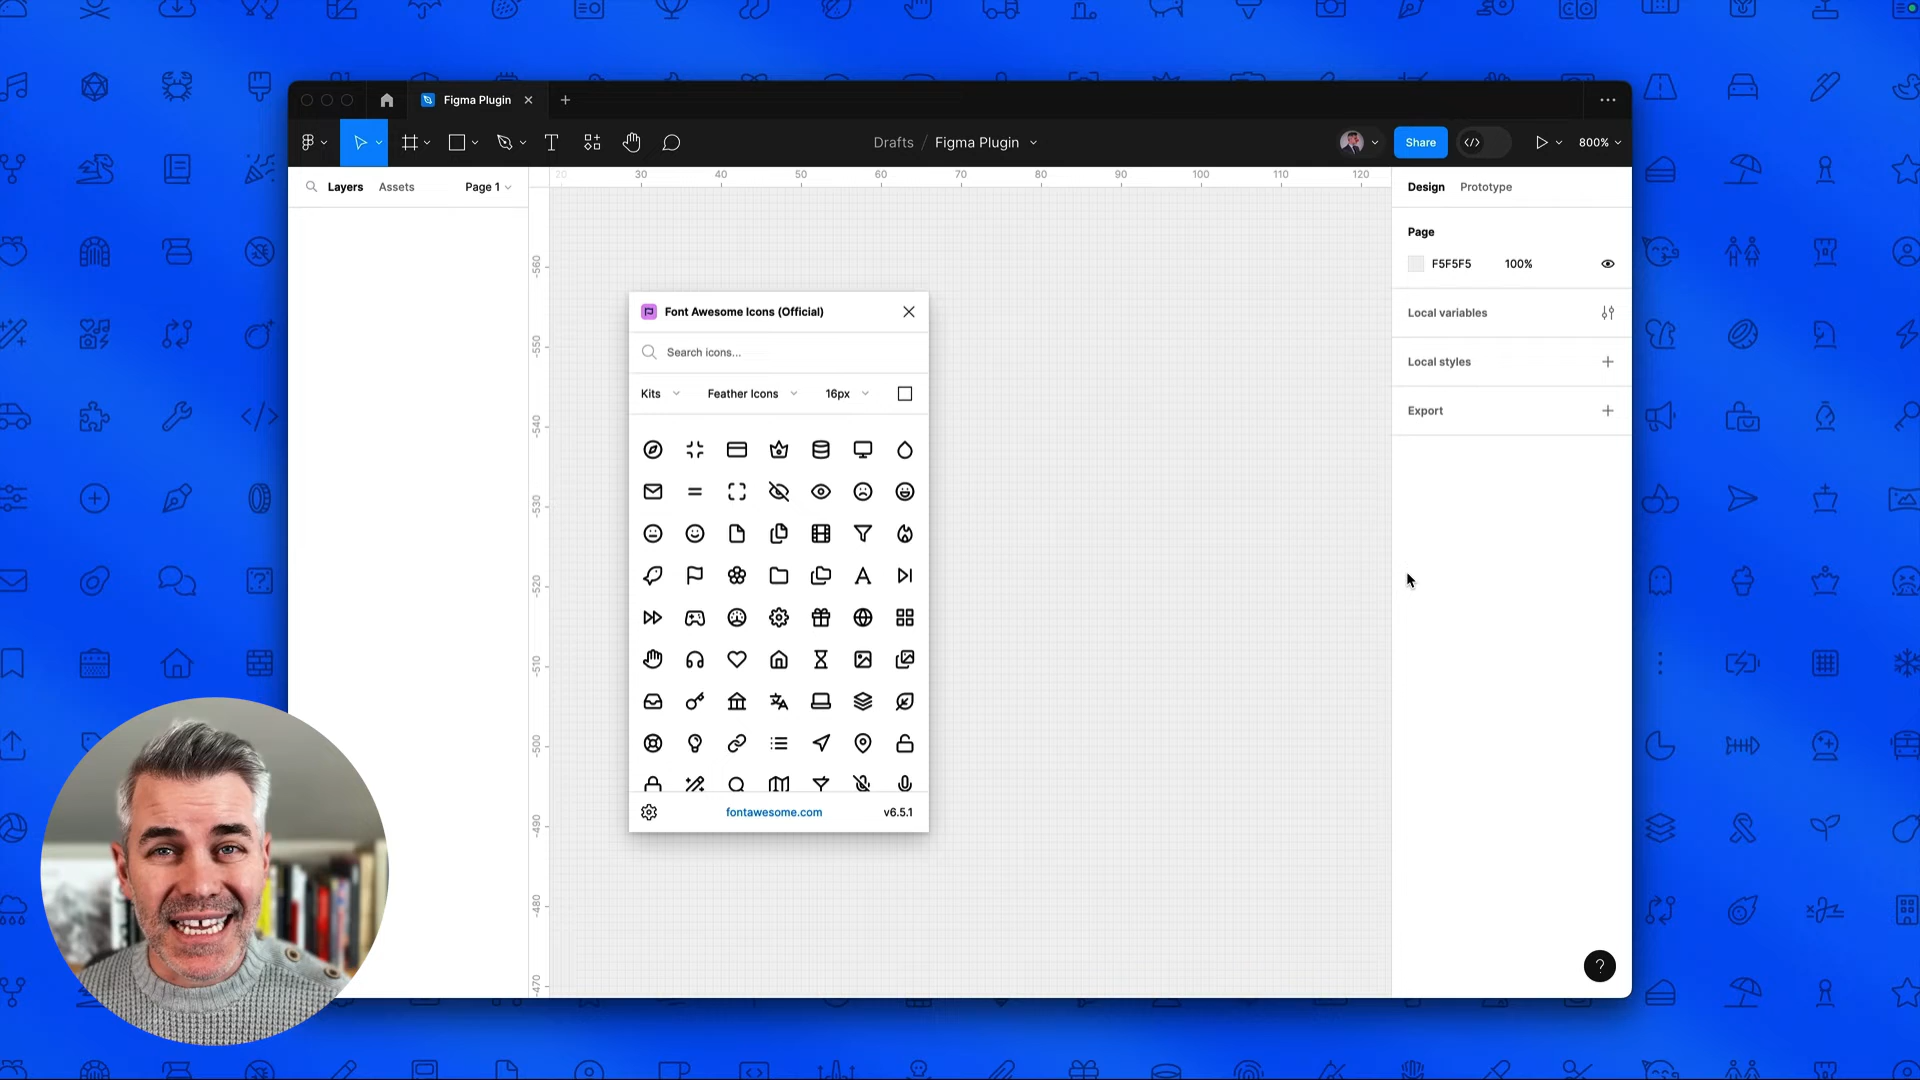 Figma Plugin
Drafts / Figma Plugin
Share
800%
20 30 40 50 60 70 80 90 100 110 120
Layers Assets Page 1
Design Prototype
Page
F5F5F5 100%
Local variables
Local styles
Export
-560
-550
-540
-530
-520
-510
-500
-490
-480
-470
Font Awesome Icons (Official)
Search icons...
Kits Feather Icons 16px
fontawesome.com v6.5.1
?